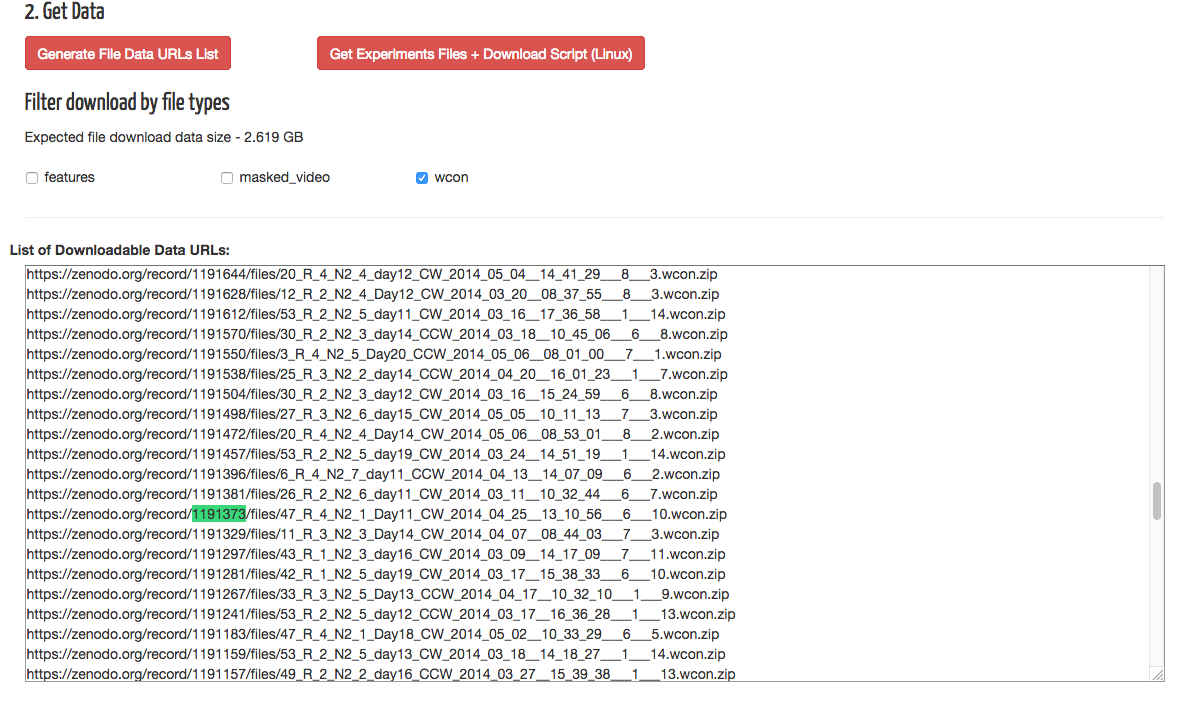 2. Get Data
Generate File Data URLs List
Get Experiments Files + Download Script (Linux)
Filter download by file types
Expected file download data size - 2.619 GB
features
masked_video
wcon
List of Downloadable Data URLs:
https://zenodo.org/record/1191644/files/20_R_4_N2_4_day12_CW_2014_05_04__14_41_29___8___3.wcon.zip
https://zenodo.org/record/1191628/files/12_R_2_N2_4_Day12_CW_2014_03_20__08_37_55___8___3.wcon.zip
https://zenodo.org/record/1191612/files/53_R_2_N2_5_day11_CW_2014_03_16__17_36_58___1___14.wcon.zip
https://zenodo.org/record/1191570/files/30_R_2_N2_3_day14_CCW_2014_03_18__10_45_06___6___8.wcon.zip
https://zenodo.org/record/1191550/files/3_R_4_N2_5_Day20_CCW_2014_05_06__08_01_00___7___1.wcon.zip
https://zenodo.org/record/1191538/files/25_R_3_N2_2_day14_CCW_2014_04_20__16_01_23___1___7.wcon.zip
https://zenodo.org/record/1191504/files/30_R_2_N2_3_day12_CW_2014_03_16__15_24_59___6___8.wcon.zip
https://zenodo.org/record/1191498/files/27_R_3_N2_6_day15_CW_2014_05_05__10_11_13___7___3.wcon.zip
https://zenodo.org/record/1191472/files/20_R_4_N2_4_Day14_CW_2014_05_06__08_53_01___8___2.wcon.zip
https://zenodo.org/record/1191457/files/53_R_2_N2_5_day19_CW_2014_03_24__14_51_19___1___14.wcon.zip
https://zenodo.org/record/1191396/files/6_R_4_N2_7_day11_CCW_2014_04_13__14_07_09___6___2.wcon.zip
https://zenodo.org/record/1191381/files/26_R_2_N2_6_day11_CW_2014_03_11__10_32_44___6___7.wcon.zip
https://zenodo.org/record/1191373/files/47_R_4_N2_1_Day11_CW_2014_04_25__13_10_56___6___10.wcon.zip
https://zenodo.org/record/1191329/files/11_R_3_N2_3_Day14_CW_2014_04_07__08_44_03___7___3.wcon.zip
https://zenodo.org/record/1191297/files/43_R_1_N2_3_day16_CW_2014_03_09__14_17_09___7___11.wcon.zip
https://zenodo.org/record/1191281/files/42_R_1_N2_5_day19_CW_2014_03_17__15_38_33___6___10.wcon.zip
https://zenodo.org/record/1191267/files/33_R_3_N2_5_Day13_CCW_2014_04_17__10_32_10___1___9.wcon.zip
https://zenodo.org/record/1191241/files/53_R_2_N2_5_day12_CCW_2014_03_17__16_36_28___1___13.wcon.zip
https://zenodo.org/record/1191183/files/47_R_4_N2_1_Day18_CW_2014_05_02__10_33_29___6___5.wcon.zip
https://zenodo.org/record/1191159/files/53_R_2_N2_5_day13_CW_2014_03_18__14_18_27___1___14.wcon.zip
https://zenodo.org/record/1191157/files/49_R_2_N2_2_day16_CCW_2014_03_27__15_39_38___1___13.wcon.zip